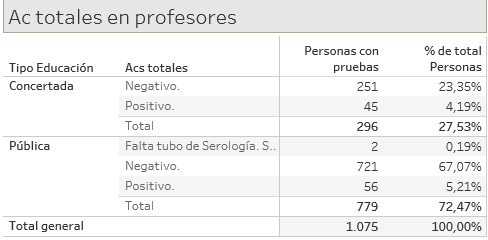 Ac totales en profesores
Personas con pruebas % de total Personas
Tipo Educación Acs totales
Concertada Negativo. 251 23,35%
Positivo. 45 4,19%
Total 296 27,53%
Pública Falta tubo de Serología. S.. 2 0,19%
Negativo. 721 67,07%
Positivo. 56 5,21%
Total 779 72,47%
Total general 1.075 100,00%